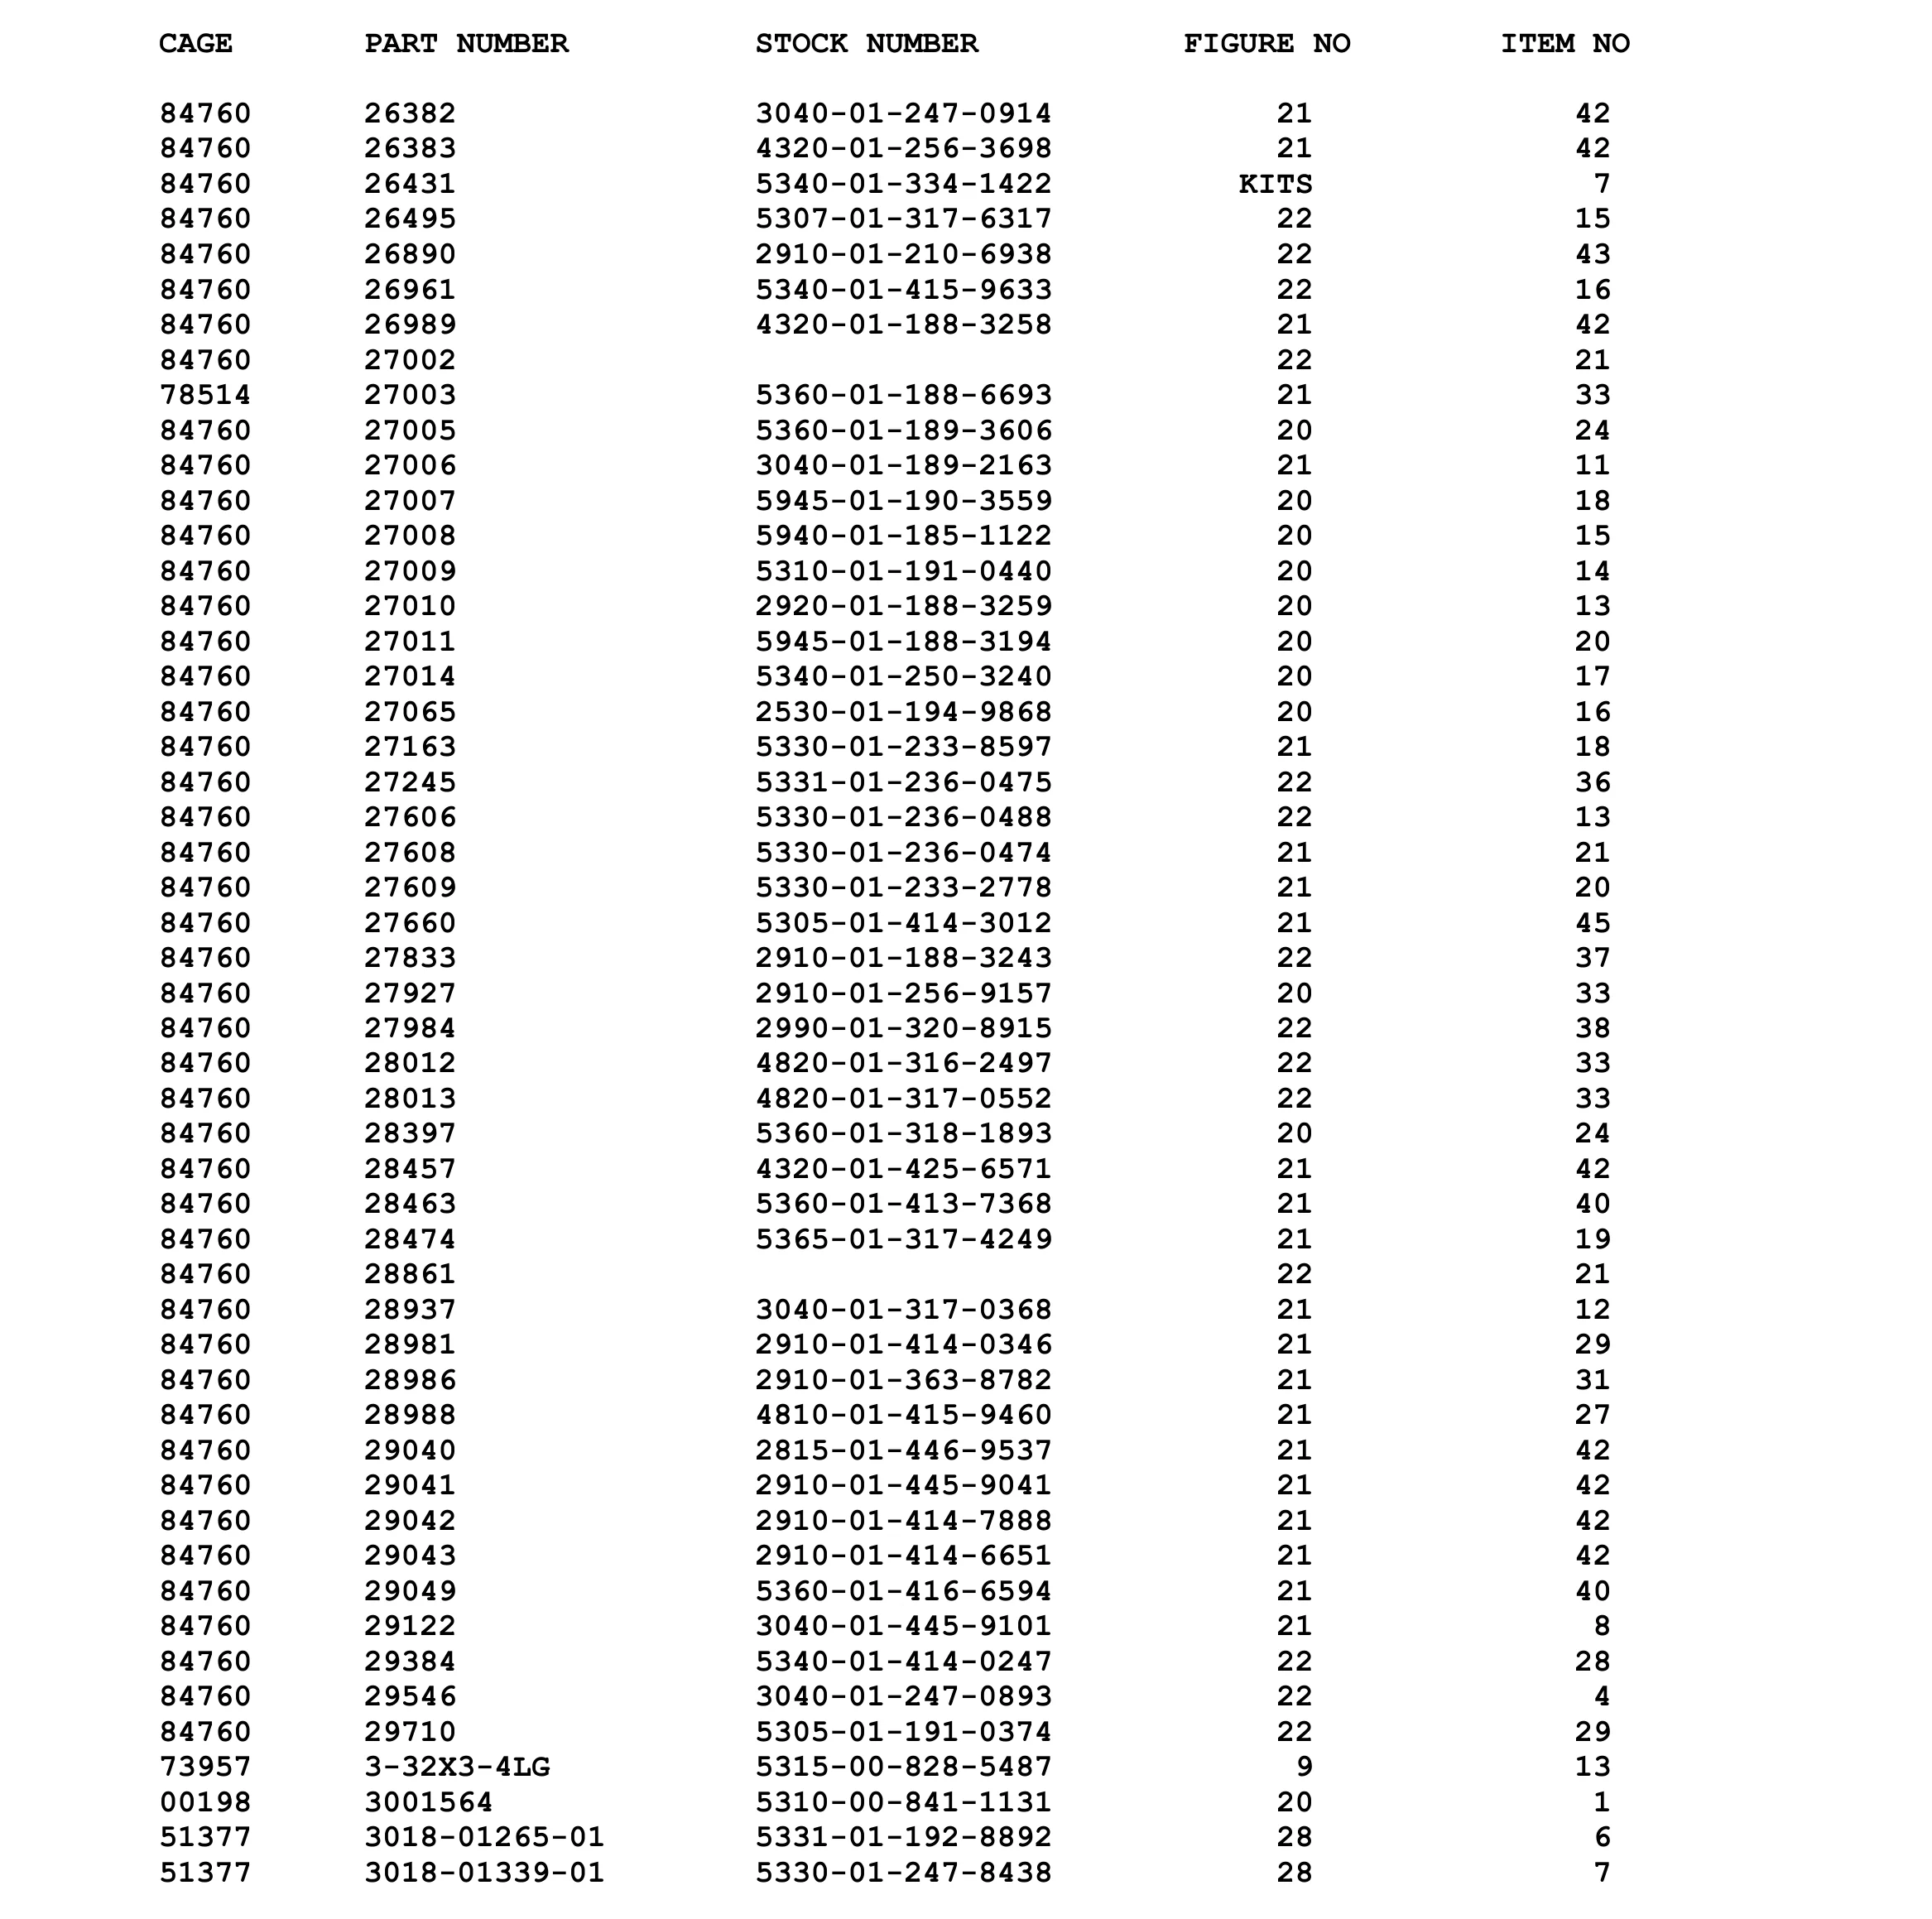 CAGE PART NUMBER STOCK NUMBER FIGURE NO ITEM NO
84760 26382 3040-01-247-0914 21 42
84760 26383 4320-01-256-3698 21 42
84760 26431 5340-01-334-1422 KITS 7
84760 26495 5307-01-317-6317 22 15
84760 26890 2910-01-210-6938 22 43
84760 26961 5340-01-415-9633 22 16
84760 26989 4320-01-188-3258 21 42
84760 27002 22 21
78514 27003 5360-01-188-6693 21 33
84760 27005 5360-01-189-3606 20 24
84760 27006 3040-01-189-2163 21 11
84760 27007 5945-01-190-3559 20 18
84760 27008 5940-01-185-1122 20 15
84760 27009 5310-01-191-0440 20 14
84760 27010 2920-01-188-3259 20 13
84760 27011 5945-01-188-3194 20 20
84760 27014 5340-01-250-3240 20 17
84760 27065 2530-01-194-9868 20 16
84760 27163 5330-01-233-8597 21 18
84760 27245 5331-01-236-0475 22 36
84760 27606 5330-01-236-0488 22 13
84760 27608 5330-01-236-0474 21 21
84760 27609 5330-01-233-2778 21 20
84760 27660 5305-01-414-3012 21 45
84760 27833 2910-01-188-3243 22 37
84760 27927 2910-01-256-9157 20 33
84760 27984 2990-01-320-8915 22 38
84760 28012 4820-01-316-2497 22 33
84760 28013 4820-01-317-0552 22 33
84760 28397 5360-01-318-1893 20 24
84760 28457 4320-01-425-6571 21 42
84760 28463 5360-01-413-7368 21 40
84760 28474 5365-01-317-4249 21 19
84760 28861 22 21
84760 28937 3040-01-317-0368 21 12
84760 28981 2910-01-414-0346 21 29
84760 28986 2910-01-363-8782 21 31
84760 28988 4810-01-415-9460 21 27
84760 29040 2815-01-446-9537 21 42
84760 29041 2910-01-445-9041 21 42
84760 29042 2910-01-414-7888 21 42
84760 29043 2910-01-414-6651 21 42
84760 29049 5360-01-416-6594 21 40
84760 29122 3040-01-445-9101 21 8
84760 29384 5340-01-414-0247 22 28
84760 29546 3040-01-247-0893 22 4
84760 29710 5305-01-191-0374 22 29
73957 3-32X3-4LG 5315-00-828-5487 9 13
00198 3001564 5310-00-841-1131 20 1
51377 3018-01265-01 5331-01-192-8892 28 6
51377 3018-01339-01 5330-01-247-8438 28 7